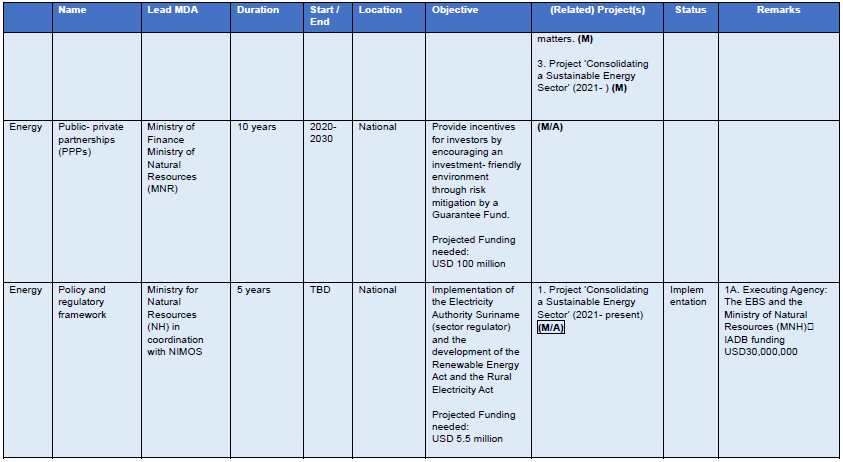 Name
Lead MDA
Duration
Start /
End
Location
Objective
(Related) Project(s)
Status
Remarks
matters. (M)
3. Project 'Consolidating
a Sustainable Energy
Sector' (2021- ) (M)
Energy
Public- private
partnerships
(PPPs)
Ministry of
Finance
Ministry of
Natural
Resources
(MNR)
10 years
2020-
2030
National
Provide incentives
for investors by
encouraging an
investment- friendly
environment
through risk
mitigation by a
Guarantee Fund.
Projected Funding
needed:
USD 100 million
(M/A)
Energy
Policy and
regulatory
framework
Ministry for
Natural
Resources
(NH) in
coordination
with NIMOS
5 years
TBD
National
Implementation of
the Electricity
Authority Suriname
(sector regulator)
and the
development of the
Renewable Energy
Act and the Rural
Electricity Act
Projected Funding
needed:
USD 5.5 million
1. Project 'Consolidating
a Sustainable Energy
Sector' (2021- present)
(M/A)
Implem
entation
1A. Executing Agency:
The EBS and the
Ministry of Natural
Resources (MNH)□
IADB funding
USD30,000,000